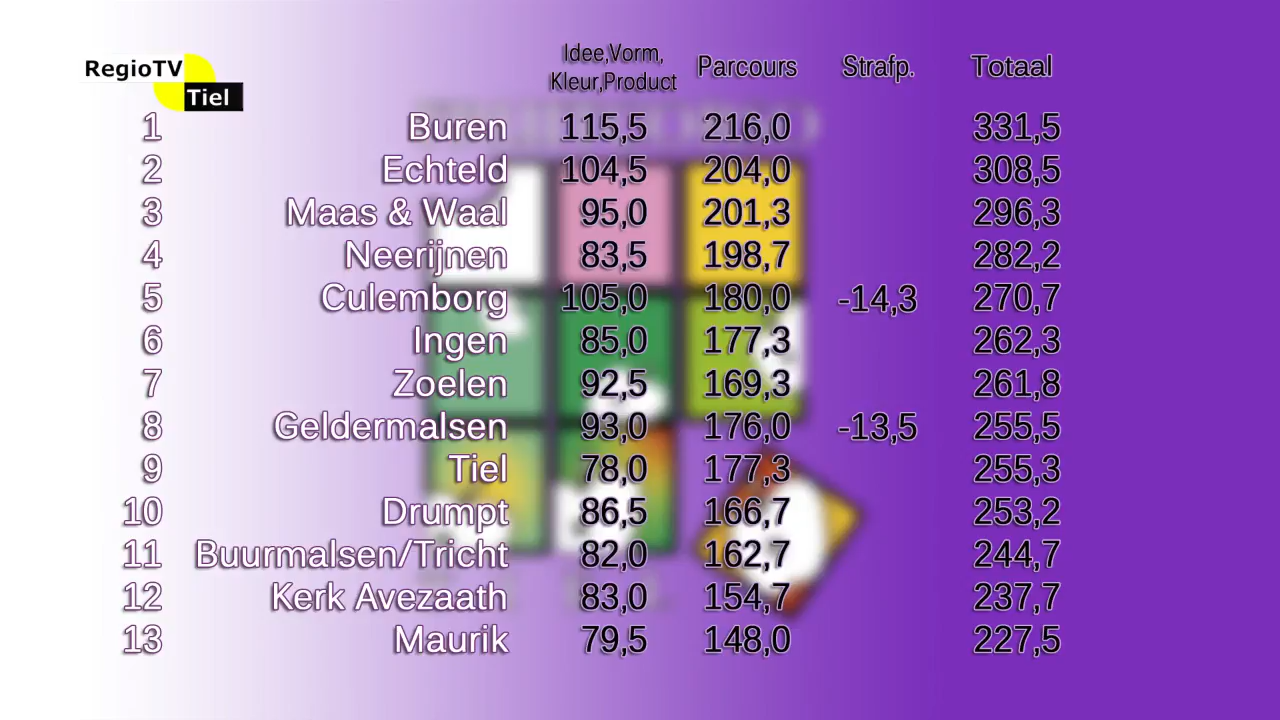 Idee,Vorm,
Kleur,Product Parcours Strafp. Totaal
RegioTV
Tiel
1 Buren 115,5 216,0 331,5
2 Echteld 104,5 204,0 308,5
3 Maas & Waal 95,0 201,3 296,3
4 Neerijnen 83,5 198,7 282,2
5 Culemborg 105,0 180,0 -14,3 270,7
6 Ingen 85,0 177,3 262,3
7 Zoelen 92,5 169,3 261,8
8 Geldermalsen 93,0 176,0 -13,5 255,5
9 Tiel 78,0 177,3 255,3
10 Drumpt 86,5 166,7 253,2
11 Buurmalsen/Tricht 82,0 162,7 244,7
12 Kerk Avezaath 83,0 154,7 237,7
13 Maurik 79,5 148,0 227,5